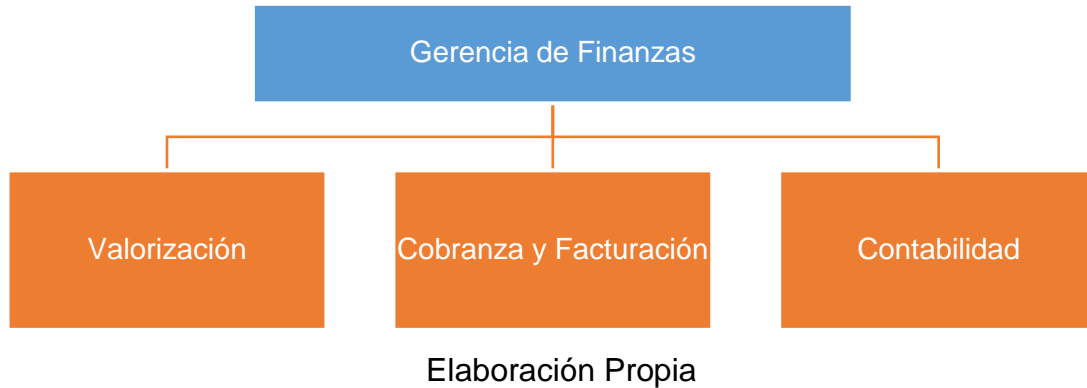 Gerencia de Finanzas
Valorización
Cobranza y Facturación
Contabilidad
Elaboración Propia